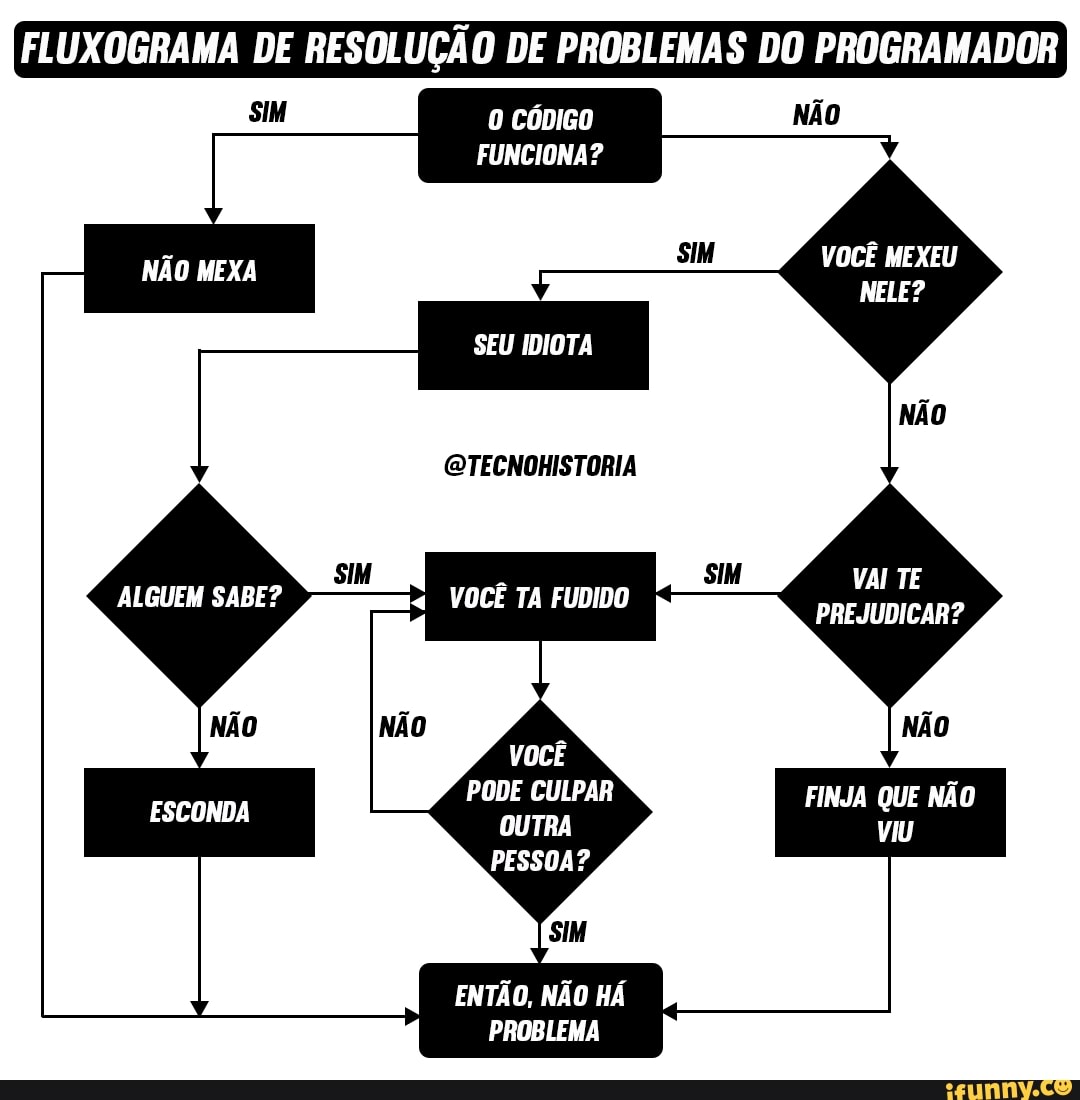 FLUXOGRAMA DE RESOLUÇÃO DE PROBLEMAS DO PROGRAMADOR
SIM
O CÓDIGO
FUNCIONA?
NÃO
NÃO MEXA
SIM
VOCÊ MEXEU
NELE?
SEU IDIOTA
NÃO
@TECNOHISTORIA
ALGUEM SABE?
SIM
VOCÊ TA FUDIDO
SIM
VAI TE
PREJUDICAR?
NÃO
NÃO
NÃO
VOCÊ
PODE CULPAR
OUTRA
PESSOA?
ESCONDA
FINJA QUE NÃO
VIU
SIM
ENTÃO, NÃO HÁ
PROBLEMA
ifunny.co